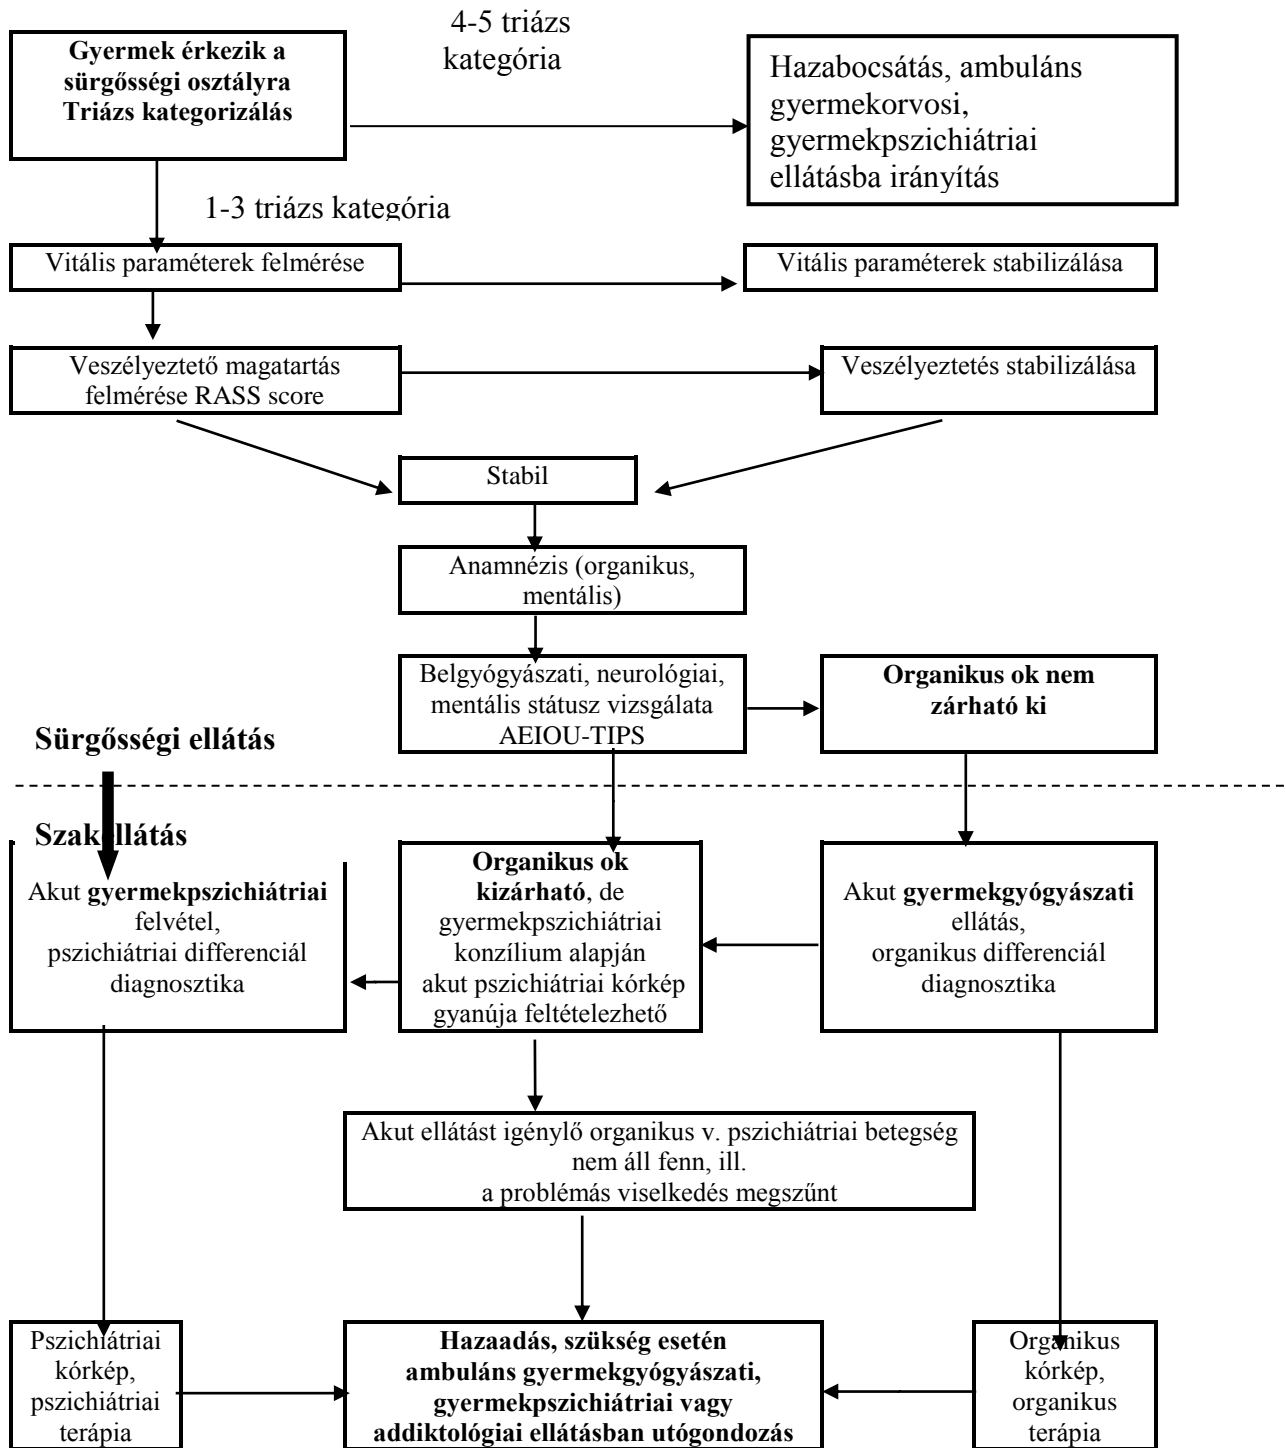 4-5 triázs
kategória
Gyermek érkezik a
sürgősségi osztályra
Triázs kategorizálás
Hazabocsátás, ambuláns
gyermekorvosi,
gyermekpszichiátriai
ellátásba irányítás
1-3 triázs kategória
Vitális paraméterek felmérése
Vitális paraméterek stabilizálása
Veszélyeztető magatartás
felmérése RASS score
Veszélyeztetés stabilizálása
Stabil
Anamnézis (organikus,
mentális)
Belgyógyászati, neurológiai,
mentális státusz vizsgálata
AEIOU-TIPS
Organikus ok nem
zárható ki
Sürgősségi ellátás
Szakellátás
Akut gyermekpszichiátriai
felvétel,
pszichiátriai differenciál
diagnosztika
Organikus ok
kizárható, de
gyermekpszichiátriai
konzílium alapján
akut pszichiátriai kórkép
gyanúja feltételezhető
Akut gyermekgyógyászati
ellátás,
organikus differenciál
diagnosztika
Akut ellátást igénylő organikus v. pszichiátriai betegség
nem áll fenn, ill.
a problémás viselkedés megszűnt
Pszichiátriai
kórkép,
pszichiátriai
terápia
Hazaadás, szükség esetén
ambuláns gyermekgyógyászati,
gyermekpszichiátriai vagy
addiktológiai ellátásban utógondozás
Organikus
kórkép,
organikus
terápia